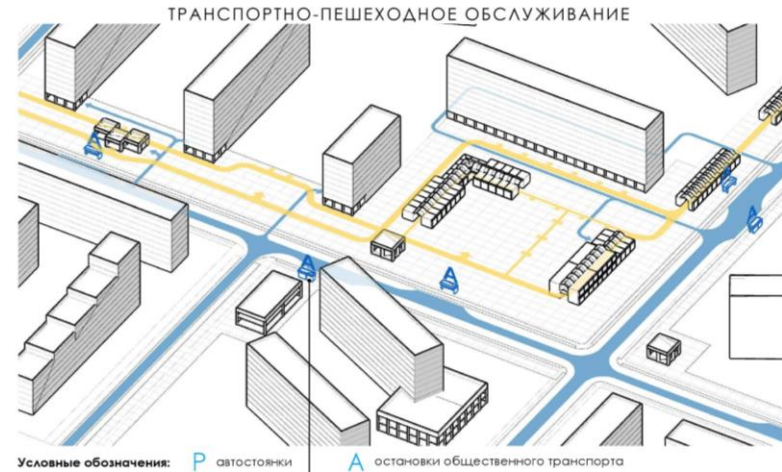 ТРАНСПОРТНО-ПЕШЕХОДНОЕ ОБСЛУЖИВАНИЕ
А
А
А
А
А
Условные обозначения: Р автостоянки А остановки общественного транспорта